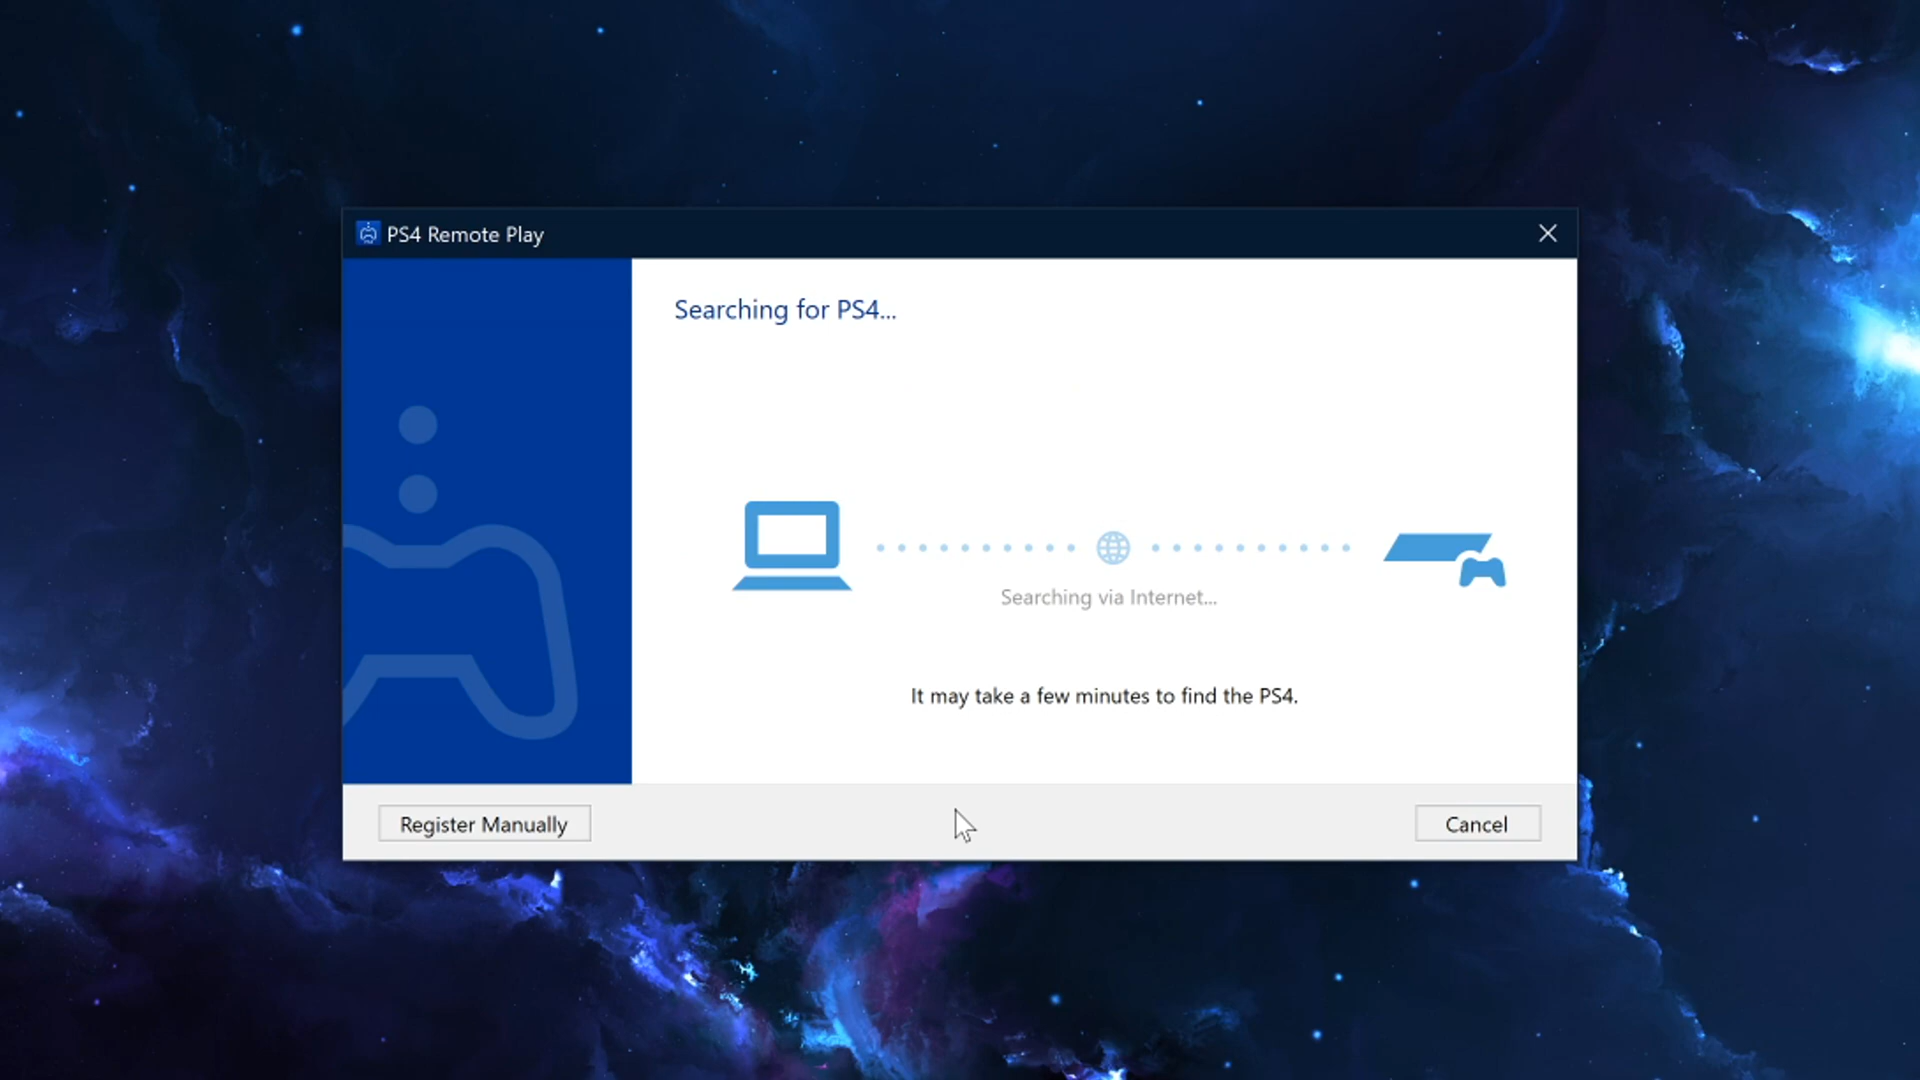 PS4 Remote Play
Searching for PS4...
Searching via Internet...
It may take a few minutes to find the PS4.
Register Manually
Cancel